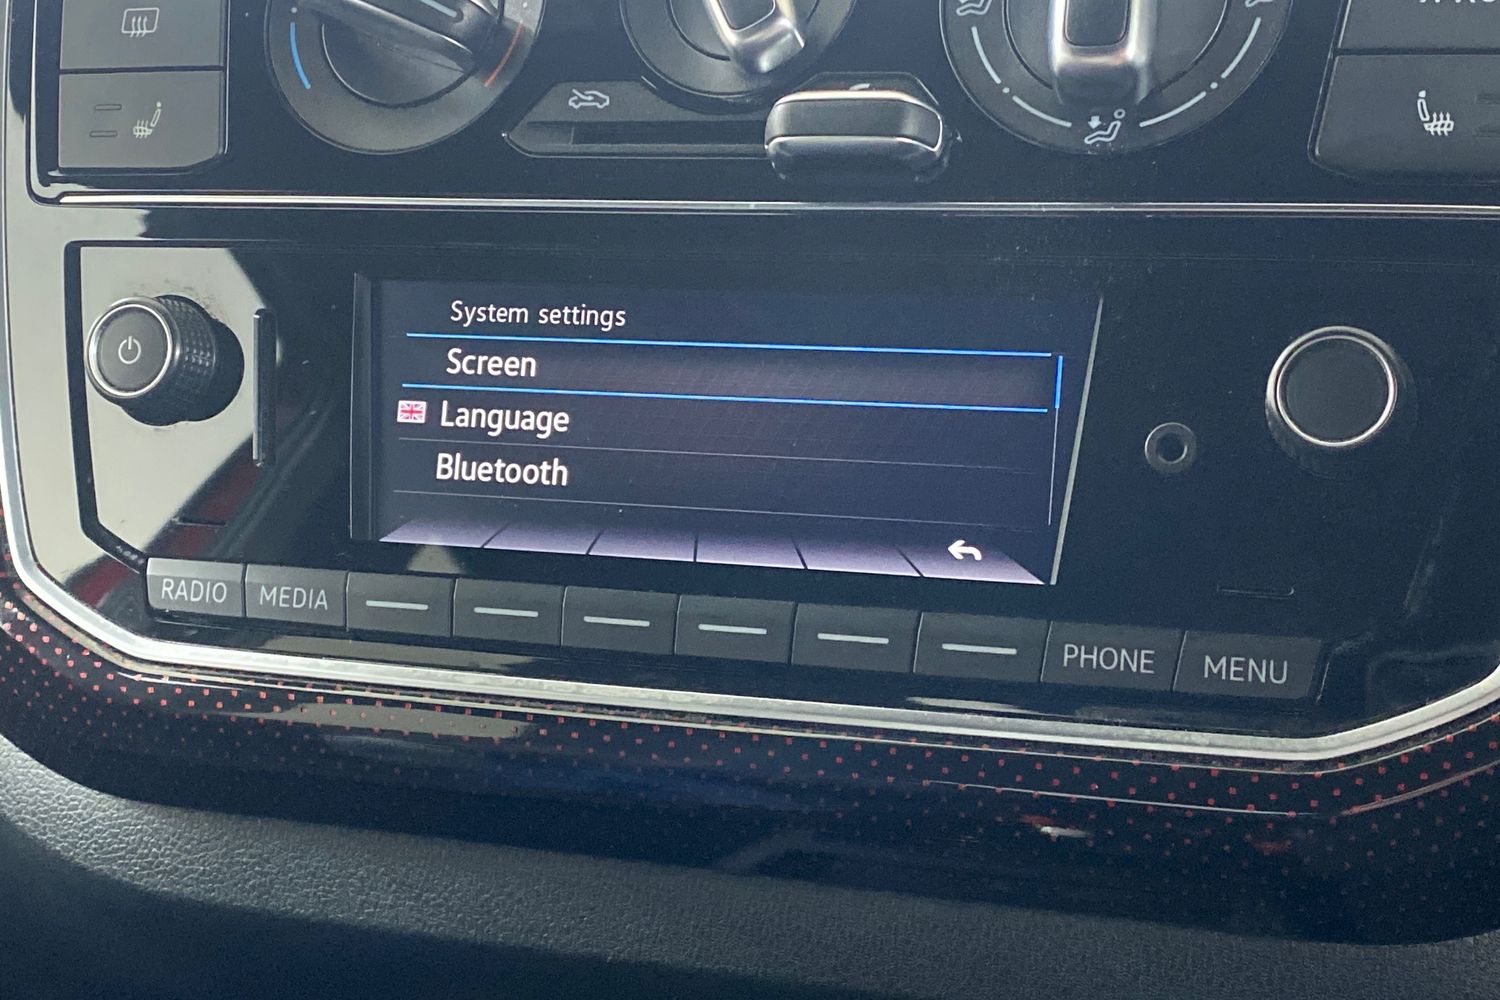 System settings
Screen
Language
Bluetooth
RADIO
MEDIA
PHONE
MENU